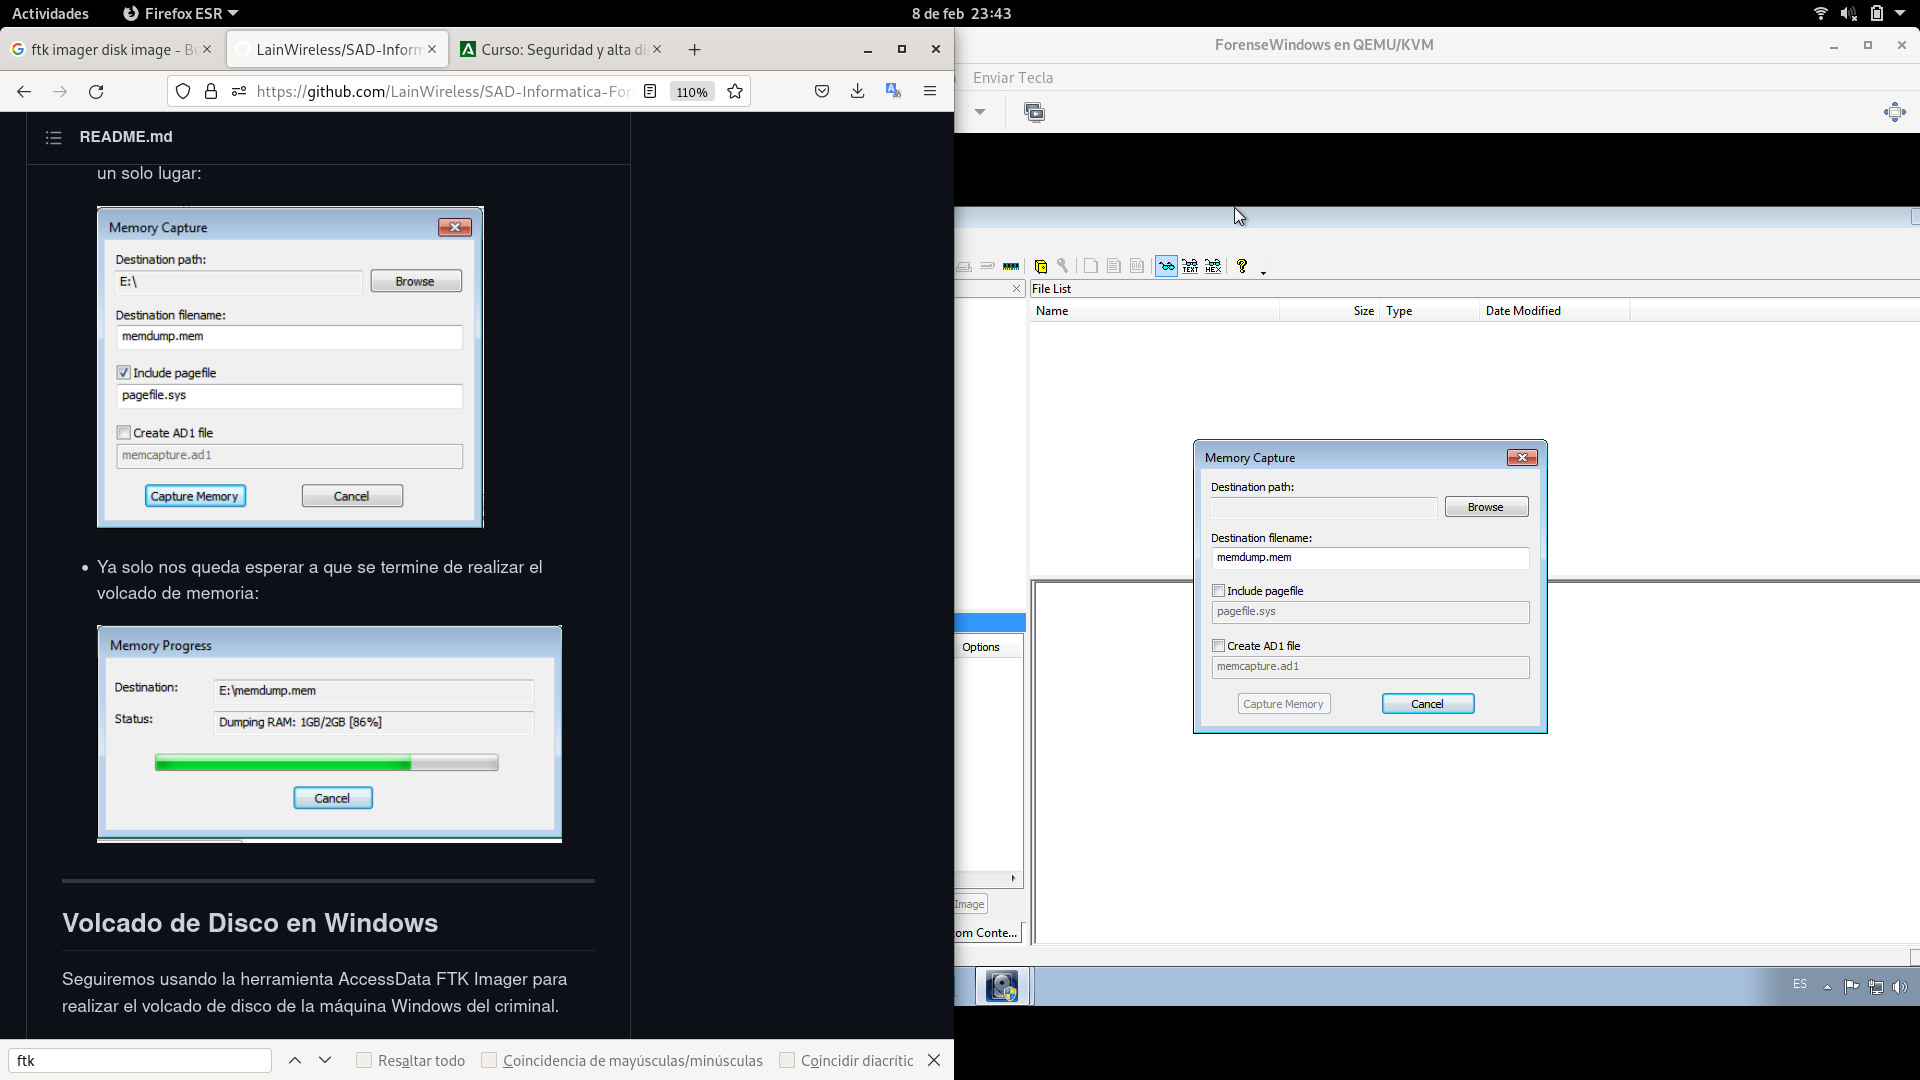 Actividades
Firefox ESR
8 de feb 23:43
ftk imager disk image - Bu
LainWireless/SAD-Inform
Curso: Seguridad y alta di
ForenseWindows en QEMU/KVM
https://github.com/LainWireless/SAD-Informatica-For
110%
Enviar Tecla
README.md
un solo lugar:
Memory Capture
Destination path:
E:\
Browse
Destination filename:
memdump.mem
Include pagefile
pagefile.sys
Create AD1 file
memcapture.ad1
Capture Memory
Cancel
Ya solo nos queda esperar a que se termine de realizar el
volcado de memoria:
Memory Progress
Destination:
E:\memdump.mem
Status:
Dumping RAM: 1GB/2GB [86%]
Cancel
Volcado de Disco en Windows
Seguiremos usando la herramienta AccessData FTK Imager para
realizar el volcado de disco de la máquina Windows del criminal.
ftk
Resaltar todo
Coincidencia de mayúsculas/minúsculas
Coincidir diacrític
TEXT
HEX
File List
Name
Size
Type
Date Modified
Options
Image
om Conte...
Memory Capture
Destination path:
Browse
Destination filename:
memdump.mem
Include pagefile
pagefile.sys
Create AD1 file
memcapture.ad1
Capture Memory
Cancel
ES